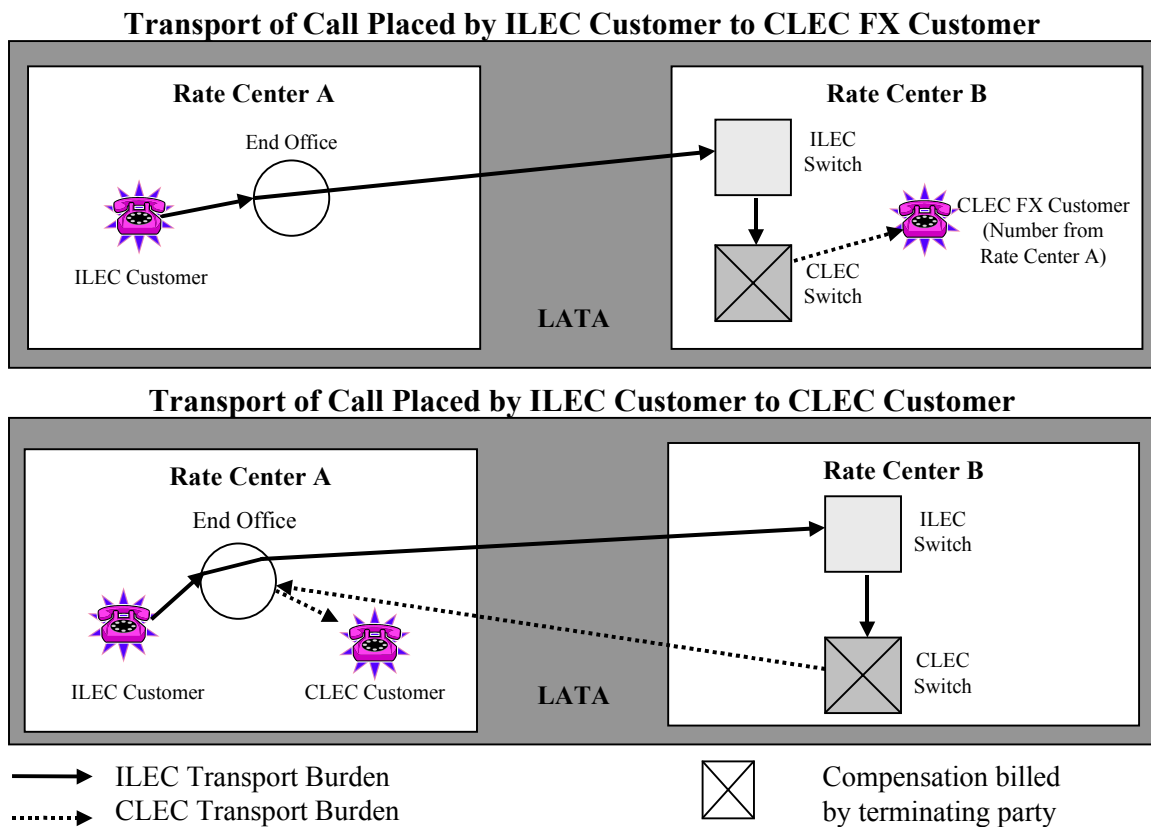 Transport of Call Placed by ILEC Customer to CLEC FX Customer
Rate Center A
End Office
ILEC Customer
LATA
Rate Center B
ILEC
Switch
CLEC FX Customer
(Number from
Rate Center A)
CLEC
Switch
Transport of Call Placed by ILEC Customer to CLEC Customer
Rate Center A
End Office
ILEC Customer
CLEC Customer
LATA
Rate Center B
ILEC
Switch
CLEC
Switch
ILEC Transport Burden
CLEC Transport Burden
Compensation billed
by terminating party